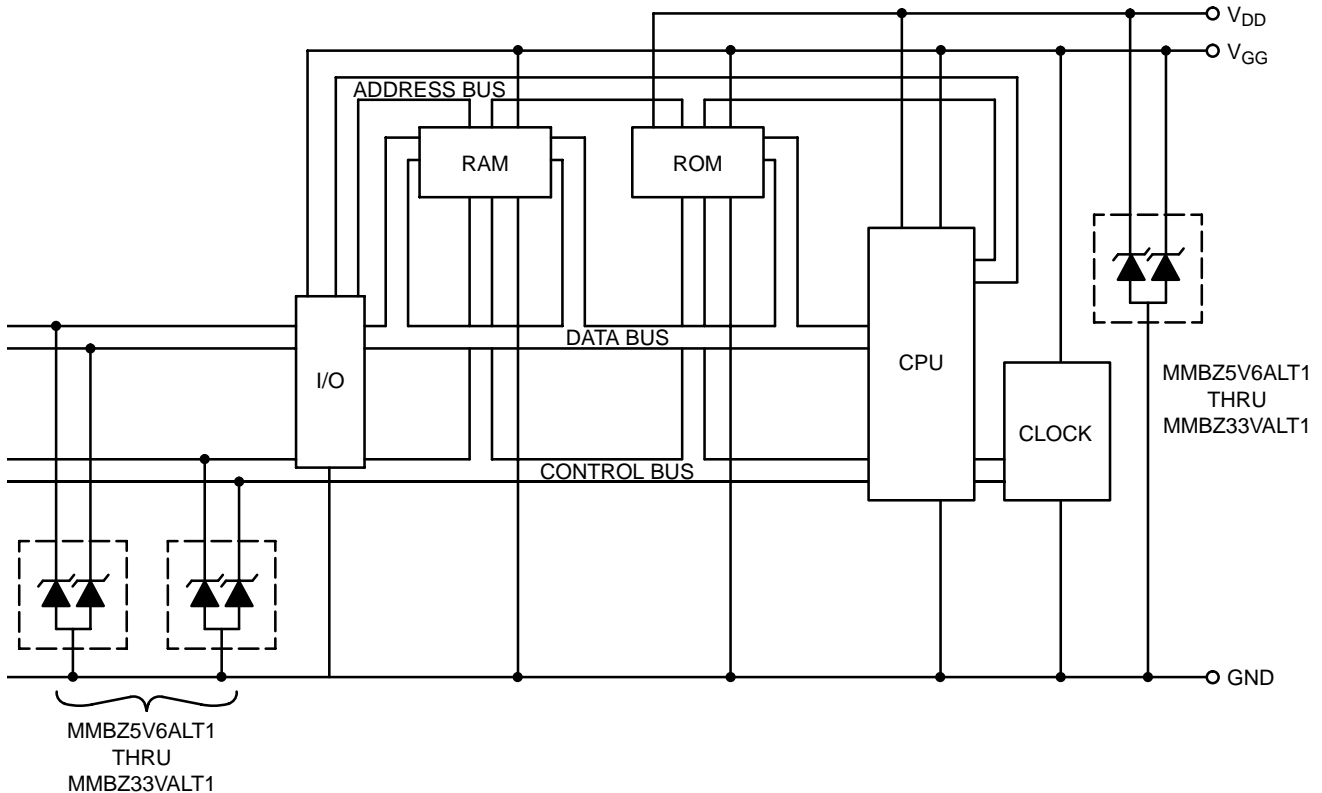 VDD
VGG
ADDRESS BUS
RAM
ROM
DATA BUS
I/O
CPU
CLOCK
MMBZ5V6ALT1
THRU
MMBZ33VALT1
CONTROL BUS
GND
MMBZ5V6ALT1
THRU
MMBZ33VALT1